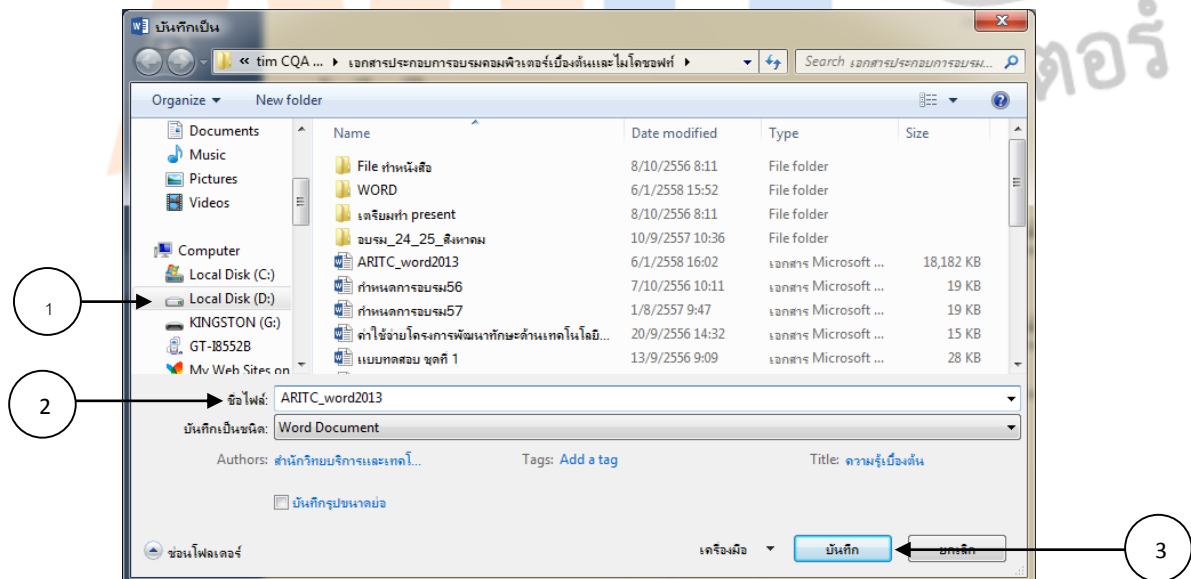 บันทึกเป็น
« tim CQA ... ▸ เอกสารประกอบการอบรมคอมพิวเตอร์เบื้องต้นและไมโครซอฟท์ ▸
Search เอกสารประกอบการอบรม...
Organize New folder
Name Date modified Type Size
Documents
Music
Pictures
Videos
Computer
Local Disk (C:)
Local Disk (D:)
KINGSTON (G:)
GT-I8552B
My Web Sites on
File ทำหนังสือ 8/10/2556 8:11 File folder
WORD 6/1/2558 15:52 File folder
เตรียมทำ present 8/10/2556 8:11 File folder
อบรม_24_25_สิงหาคม 10/9/2557 10:36 File folder
ARITC_word2013 6/1/2558 16:02 เอกสาร Microsoft ... 18,182 KB
กำหนดการอบรม56 7/10/2556 10:11 เอกสาร Microsoft ... 19 KB
กำหนดการอบรม57 1/8/2557 9:47 เอกสาร Microsoft ... 19 KB
ค่าใช้จ่ายโครงการพัฒนาทักษะด้านเทคโนโลยี... 20/9/2556 14:32 เอกสาร Microsoft ... 15 KB
แบบทดสอบ ชุดที่ 1 13/9/2556 9:09 เอกสาร Microsoft ... 28 KB
1
2
ชื่อไฟล์: ARITC_word2013
บันทึกเป็นชนิด: Word Document
Authors: สำนักวิทยบริการและเทคโ... Tags: Add a tag Title: ความรู้เบื้องต้น
บันทึกรูปขนาดย่อ
ซ่อนโฟลเดอร์ เครื่องมือ บันทึก ยกเลิก
3